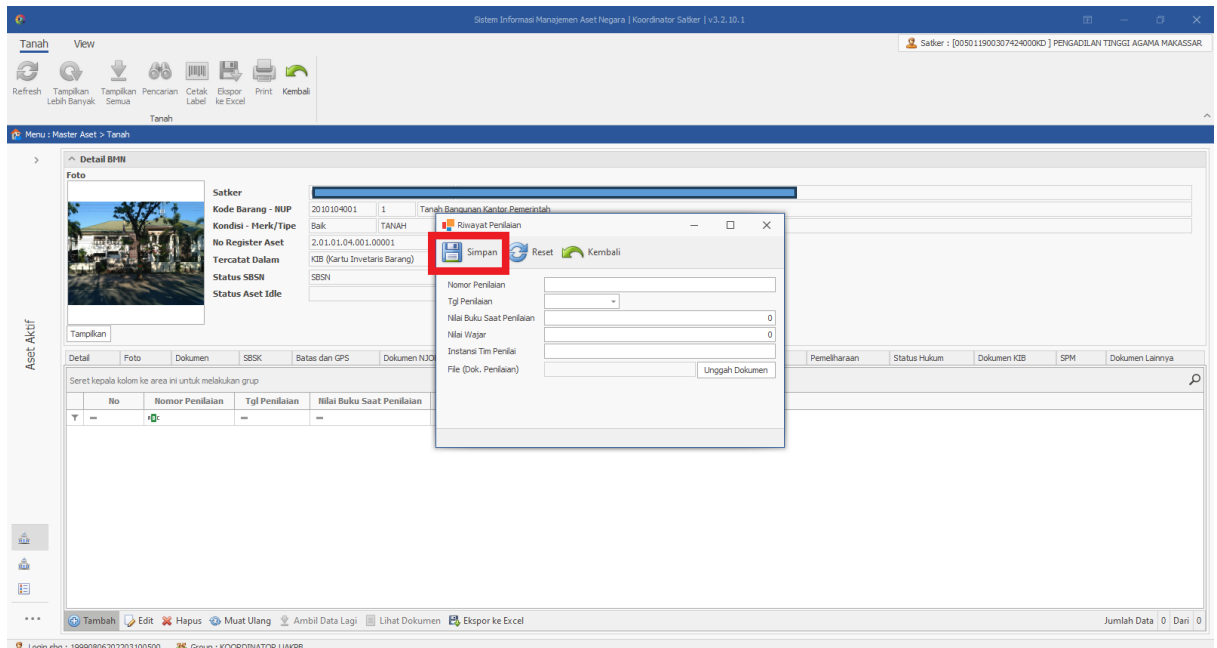 Sistem Informasi Manajemen Aset Negara | Koordinator Satker | v3.2.10.1
Tanah View
Satker : [005011900307424000KD ] PENGADILAN TINGGI AGAMA MAKASSAR
Refresh Tampilkan Lebih Banyak Tampilkan Semua Pencarian Cetak Label Ekspor ke Excel Print Kembali
Tanah
Menu : Master Aset > Tanah
Detail BMN
Foto
Satker
Kode Barang - NUP 2010104001 1 Tanah Bangunan Kantor Pemerintah
Kondisi - Merk/Tipe Baik TANAH
No Register Aset 2.01.01.04.001.00001
Tercatat Dalam KIB (Kartu Invetaris Barang)
Status SBSN SBSN
Status Aset Idle
Tampilkan
Aset Aktif
Riwayat Penilaian
Simpan Reset Kembali
Nomor Penilaian
Tgl Penilaian
Nilai Buku Saat Penilaian 0
Nilai Wajar 0
Instansi Tim Penilai
File (Dok. Penilaian) Unggah Dokumen
Detail Foto Dokumen SBSK Batas dan GPS Dokumen NJO Pemeliharaan Status Hukum Dokumen KIB SPM Dokumen Lainnya
Seret kepala kolom ke area ini untuk melakukan grup
No Nomor Penilaian Tgl Penilaian Nilai Buku Saat Penilaian
Tambah Edit Hapus Muat Ulang Ambil Data Lagi Lihat Dokumen Ekspor ke Excel
Jumlah Data 0 Dari 0